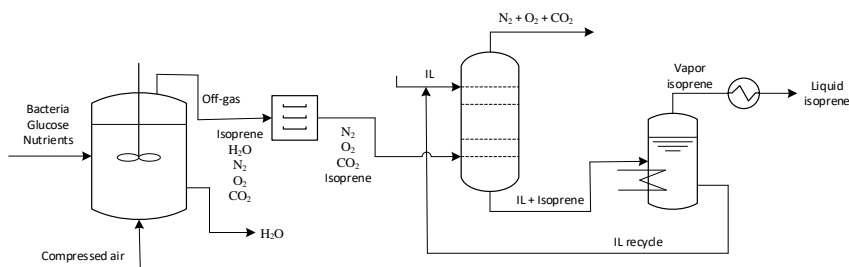 Bacteria
Glucose
Nutrients
Compressed air
Off-gas
Isoprene
H₂O
N₂
O₂
CO₂
H₂O
N₂
O₂
CO₂
Isoprene
IL
N₂ + O₂ + CO₂
IL + Isoprene
IL recycle
Vapor
isoprene
Liquid
isoprene